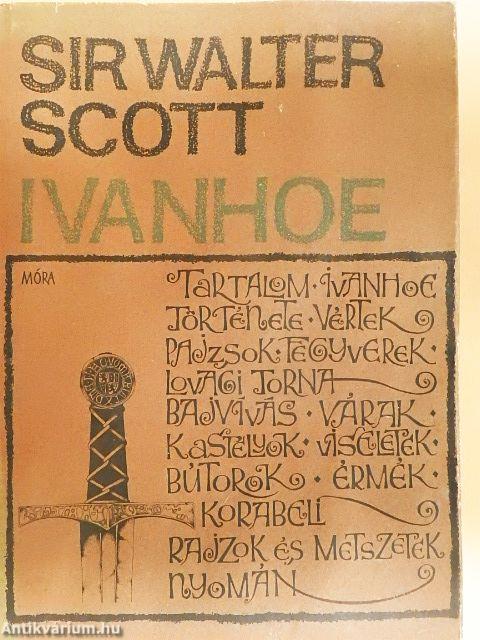 SIR WALTER
SCOTT
IVANHOE
MÓRA
TARTALOM · IVANHOE
TÖRTÉNETE · VÉRTEK
PAJZSOK · FEGYVEREK ·
LOVAGI TORNA
BAJVÍVÁS · VÁRAK ·
KASTÉLYOK · VISELETEK ·
BÚTOROK · ÉRMÉK ·
KORABELI
RAJZOK ÉS METSZETEK
NYOMÁN
Antikvárium.hu